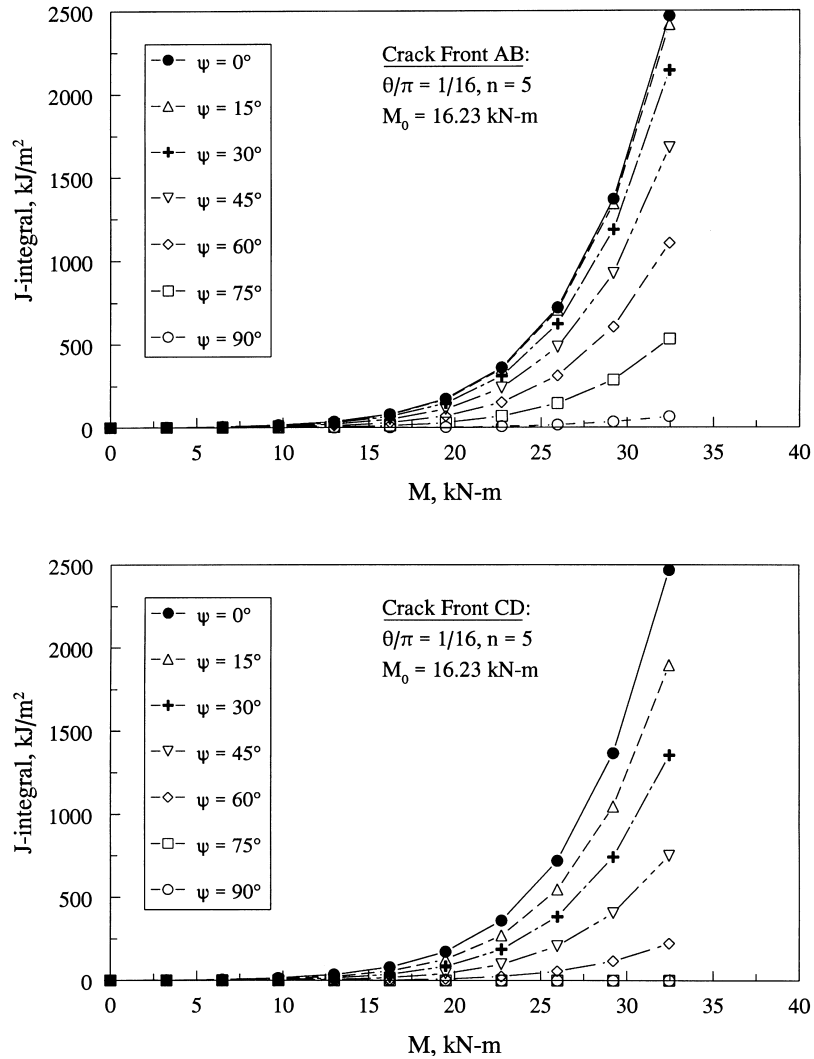 2500
2000
1500
1000
500
0
J-integral, kJ/m²
ψ = 0°
ψ = 15°
ψ = 30°
ψ = 45°
ψ = 60°
ψ = 75°
ψ = 90°
Crack Front AB:
θ/π = 1/16, n = 5
M₀ = 16.23 kN-m
0 5 10 15 20 25 30 35 40
M, kN-m
2500
2000
1500
1000
500
0
J-integral, kJ/m²
ψ = 0°
ψ = 15°
ψ = 30°
ψ = 45°
ψ = 60°
ψ = 75°
ψ = 90°
Crack Front CD:
θ/π = 1/16, n = 5
M₀ = 16.23 kN-m
0 5 10 15 20 25 30 35 40
M, kN-m